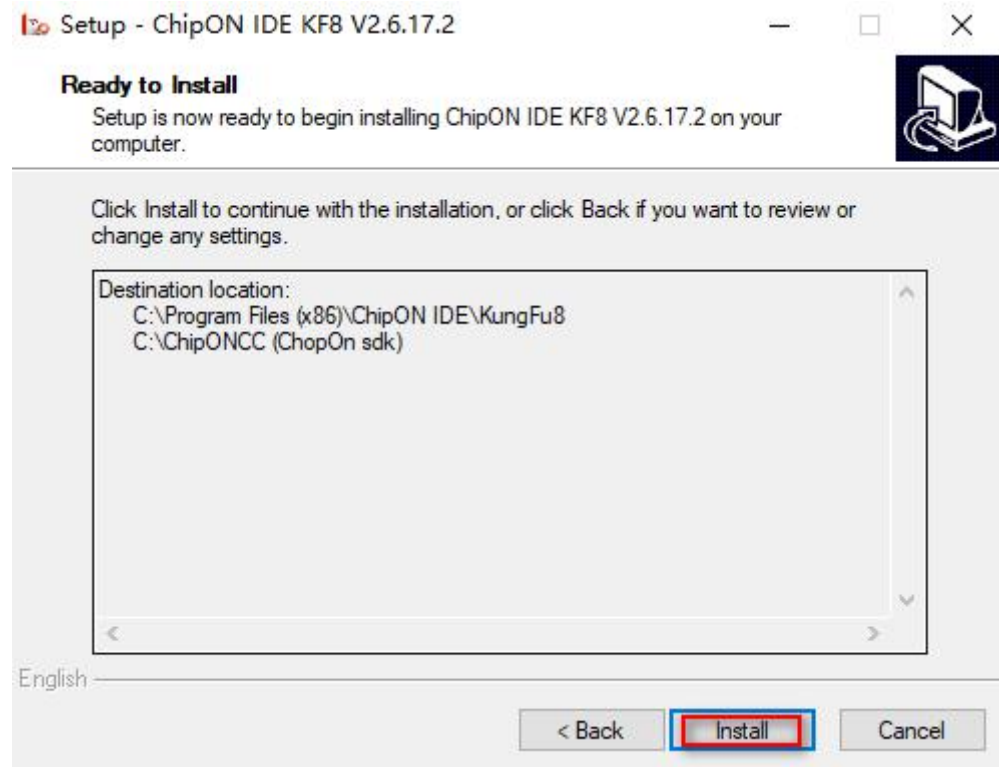 Setup - ChipON IDE KF8 V2.6.17.2
Ready to Install
Setup is now ready to begin installing ChipON IDE KF8 V2.6.17.2 on your
computer.
Click Install to continue with the installation, or click Back if you want to review or
change any settings.
Destination location:
C:\Program Files (x86)\ChipON IDE\KungFu8
C:\ChipONCC (ChopOn sdk)
English
< Back
Install
Cancel